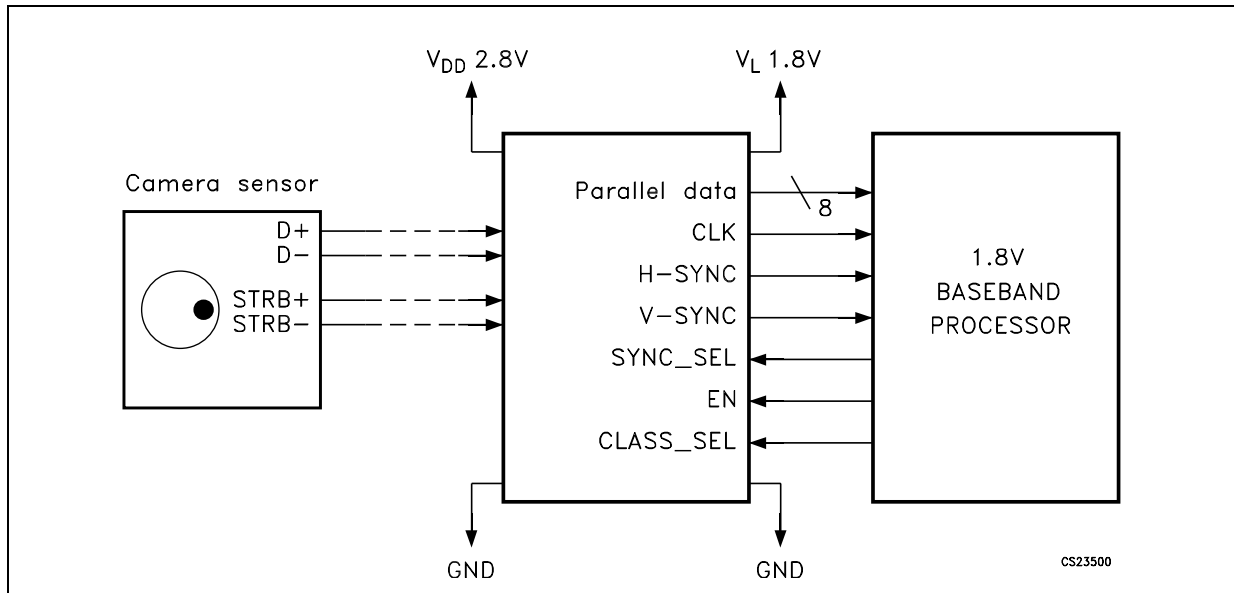 V_DD 2.8V
V_L 1.8V
Camera sensor
D+
D-
STRB+
STRB-
Parallel data
8
CLK
H-SYNC
V-SYNC
SYNC_SEL
EN
CLASS_SEL
1.8V
BASEBAND
PROCESSOR
GND
GND
CS23500